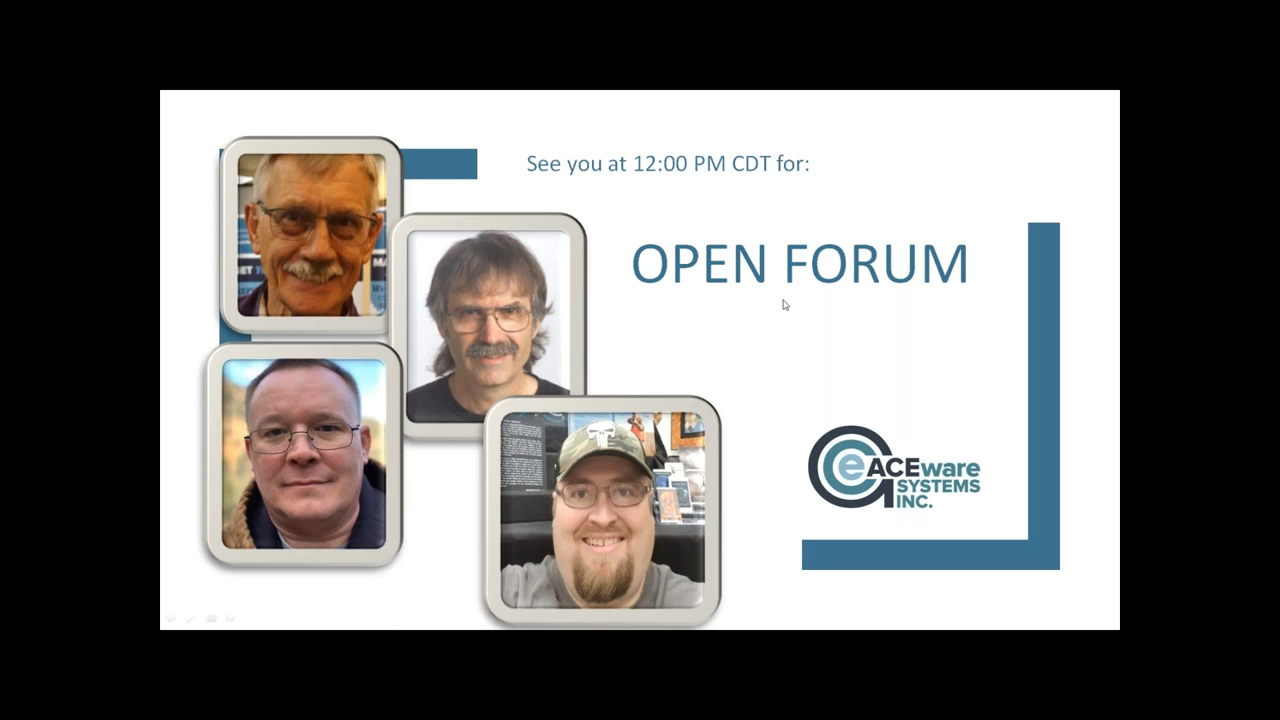 See you at 12:00 PM CDT for:
OPEN FORUM
e ACEware
SYSTEMS
INC.